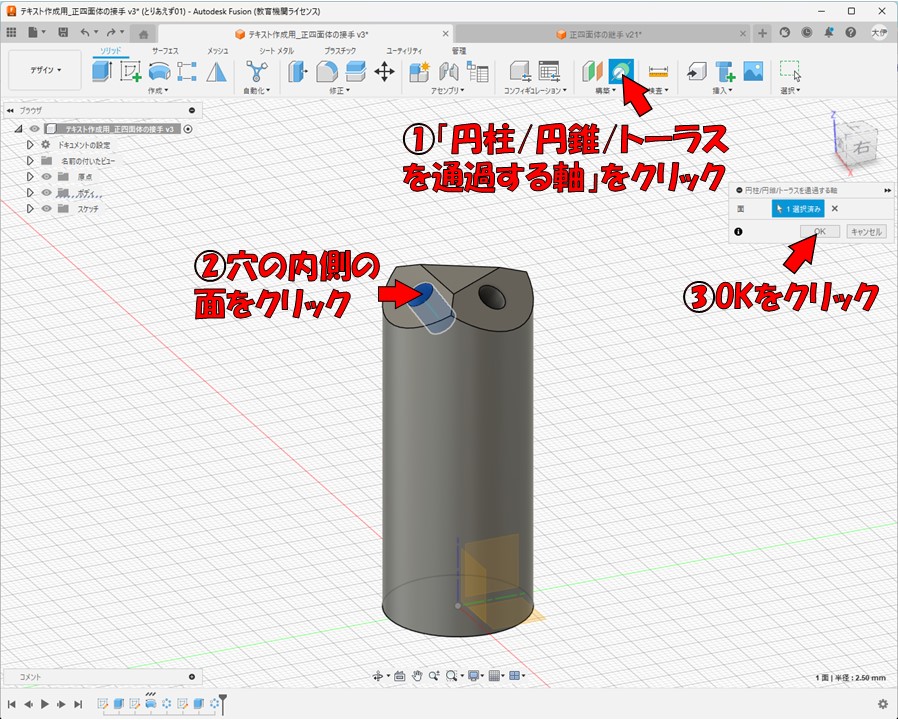 テキスト作成用_正四面体の接手 v3* (とりあえず01) - Autodesk Fusion (教育機関ライセンス)
テキスト作成用_正四面体の接手 v3*
正四面体の継手 v21*
大伊
デザイン
ソリッド
サーフェス
メッシュ
シート メタル
プラスチック
ユーティリティ
管理
作成
自動化
修正
アセンブリ
コンフィギュレーション
構築
検査
挿入
選択
ブラウザ
テキスト作成用_正四面体の接手 v3
ドキュメントの設定
名前の付いたビュー
原点
ボディ
スケッチ
Z
右
①「円柱/円錐/トーラス
を通過する軸」をクリック
円柱/円錐/トーラスを通過する軸
面
1 選択済み
OK
キャンセル
②穴の内側の
面をクリック
③OKをクリック
コメント
1 面 | 半径 : 2.50 mm